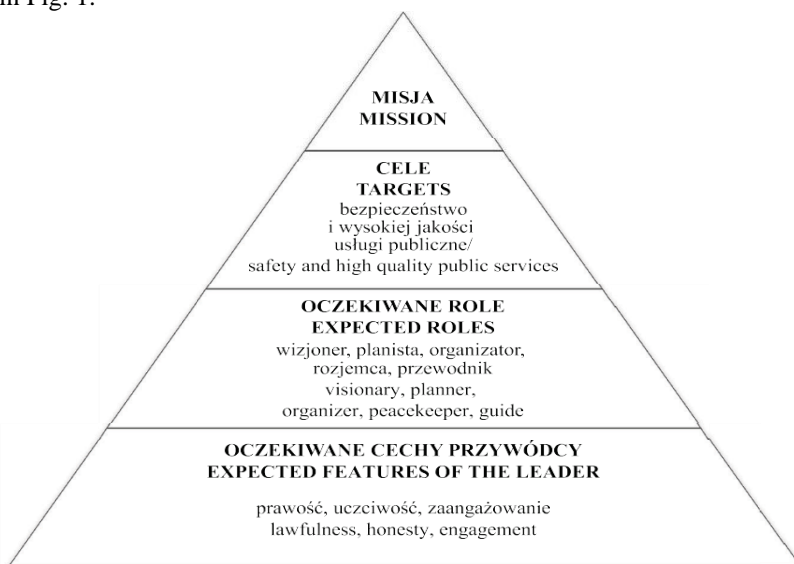 in Fig. 1.
MISJA
MISSION
CELE
TARGETS
bezpieczeństwo
i wysokiej jakości
usługi publiczne/
safety and high quality public services
OCZEKIWANE ROLE
EXPECTED ROLES
wizjoner, planista, organizator,
rozjemca, przewodnik
visionary, planner,
organizer, peacekeeper, guide
OCZEKIWANE CECHY PRZYWÓDCY
EXPECTED FEATURES OF THE LEADER
prawość, uczciwość, zaangażowanie
lawfulness, honesty, engagement